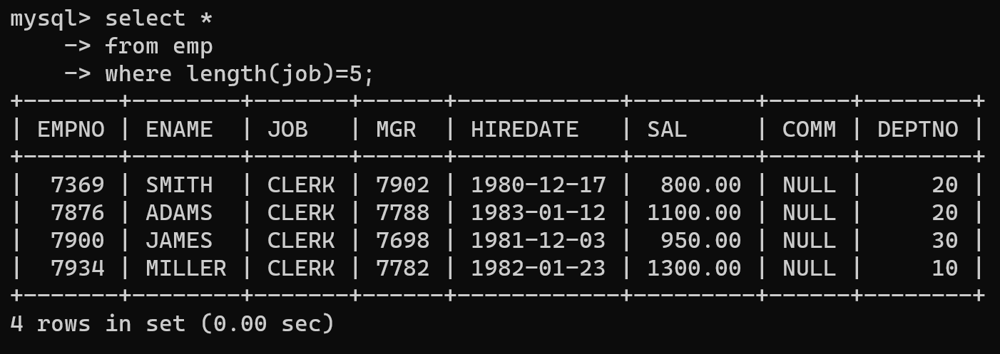 mysql> select *
    -> from emp
    -> where length(job)=5;
+-------+--------+-------+------+------------+---------+------+--------+
| EMPNO | ENAME  | JOB   | MGR  | HIREDATE   | SAL     | COMM | DEPTNO |
+-------+--------+-------+------+------------+---------+------+--------+
|  7369 | SMITH  | CLERK | 7902 | 1980-12-17 |  800.00 | NULL |     20 |
|  7876 | ADAMS  | CLERK | 7788 | 1983-01-12 | 1100.00 | NULL |     20 |
|  7900 | JAMES  | CLERK | 7698 | 1981-12-03 |  950.00 | NULL |     30 |
|  7934 | MILLER | CLERK | 7782 | 1982-01-23 | 1300.00 | NULL |     10 |
+-------+--------+-------+------+------------+---------+------+--------+
4 rows in set (0.00 sec)